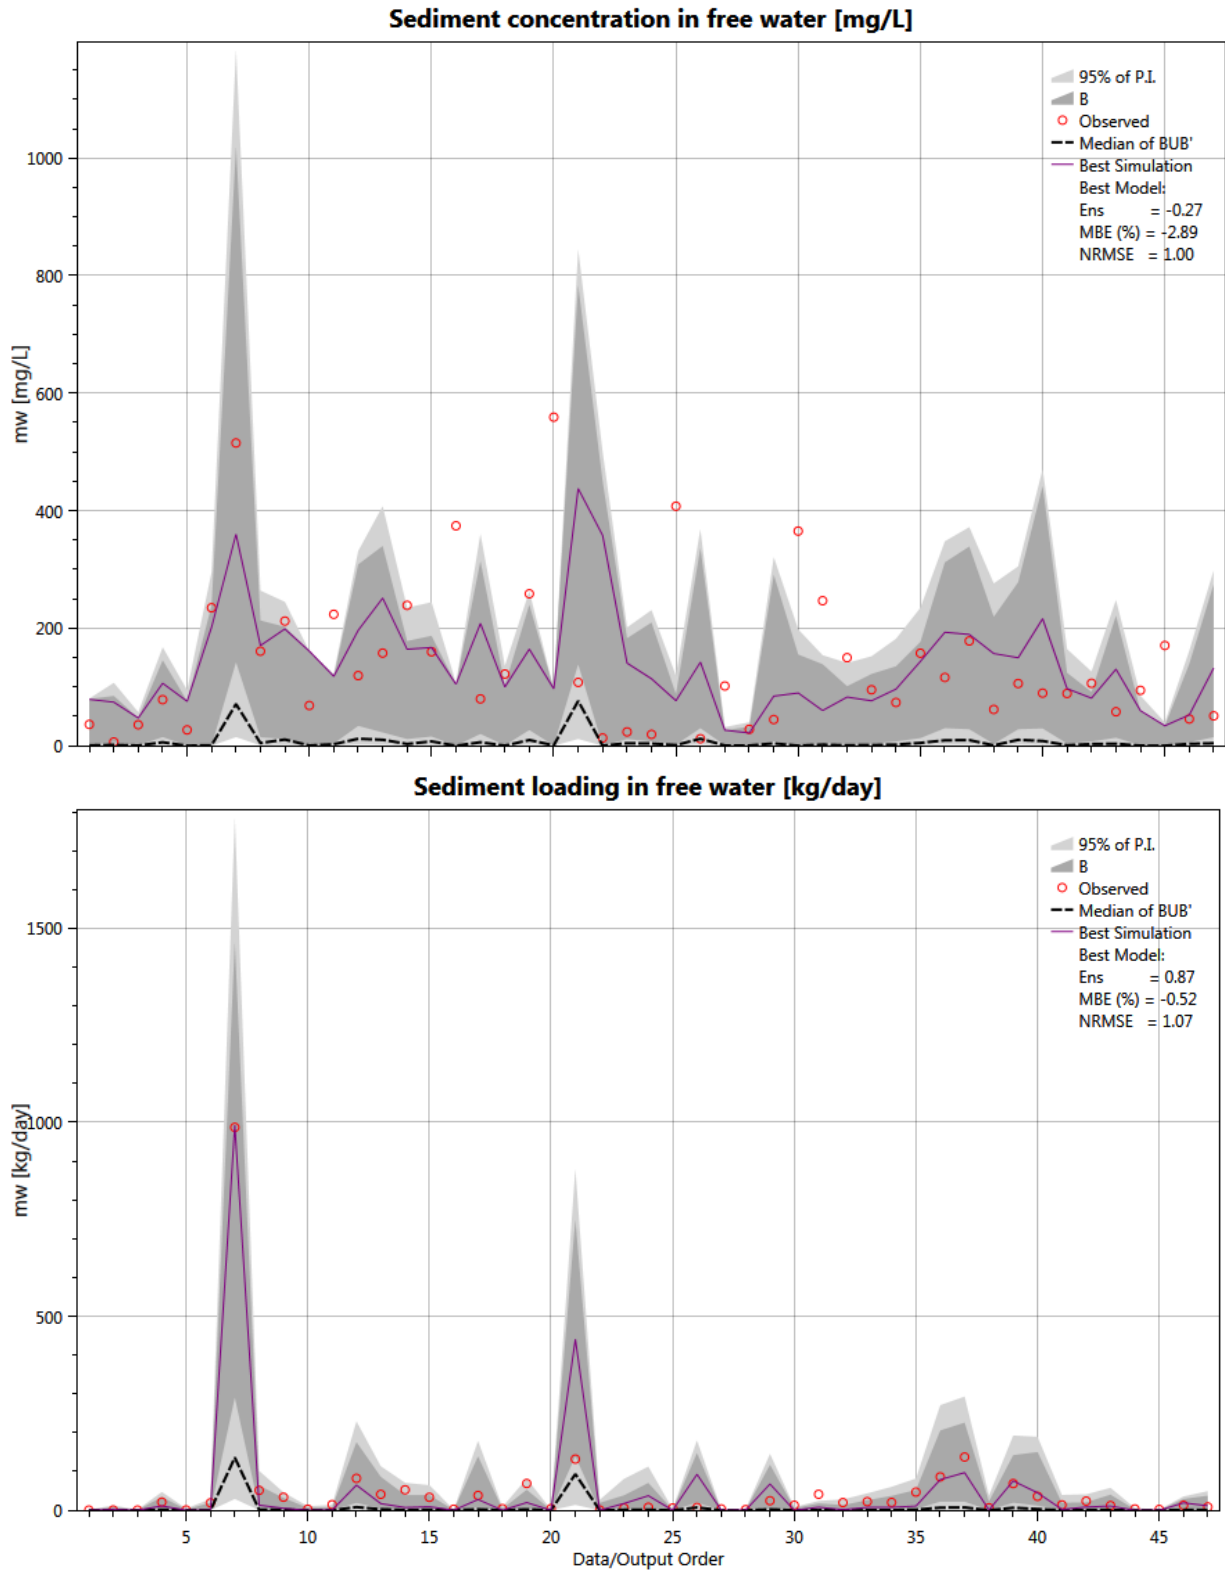 Sediment concentration in free water [mg/L]
mw [mg/L]
1000
800
600
400
200
0
95% of P.I.
B
Observed
Median of BUB'
Best Simulation
Best Model:
Ens = -0.27
MBE (%) = -2.89
NRMSE = 1.00
Sediment loading in free water [kg/day]
mw [kg/day]
1500
1000
500
0
95% of P.I.
B
Observed
Median of BUB'
Best Simulation
Best Model:
Ens = 0.87
MBE (%) = -0.52
NRMSE = 1.07
5 10 15 20 25 30 35 40 45
Data/Output Order